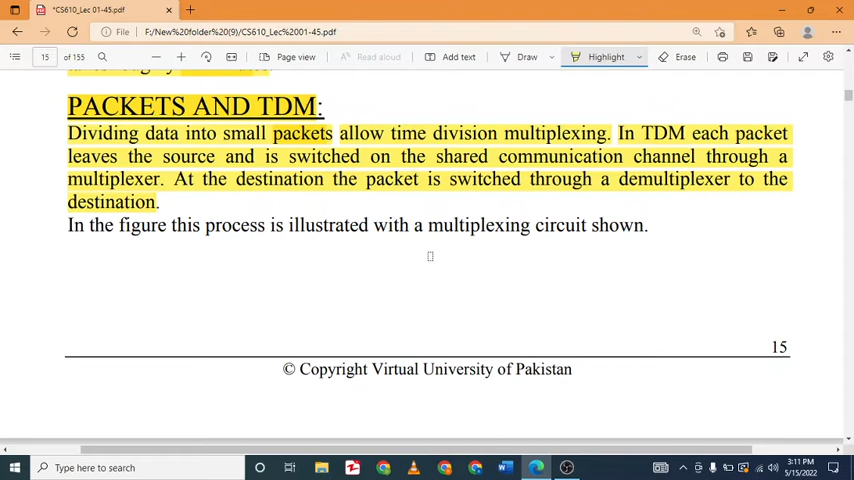 *CS610_Lec 01-45.pdf
File F:/New%20folder%20(9)/CS610_Lec%2001-45.pdf
15 of 155 Page view Read aloud Add text Draw Highlight Erase
PACKETS AND TDM:
Dividing data into small packets allow time division multiplexing. In TDM each packet
leaves the source and is switched on the shared communication channel through a
multiplexer. At the destination the packet is switched through a demultiplexer to the
destination.
In the figure this process is illustrated with a multiplexing circuit shown.
15
© Copyright Virtual University of Pakistan
Type here to search
3:11 PM
5/15/2022